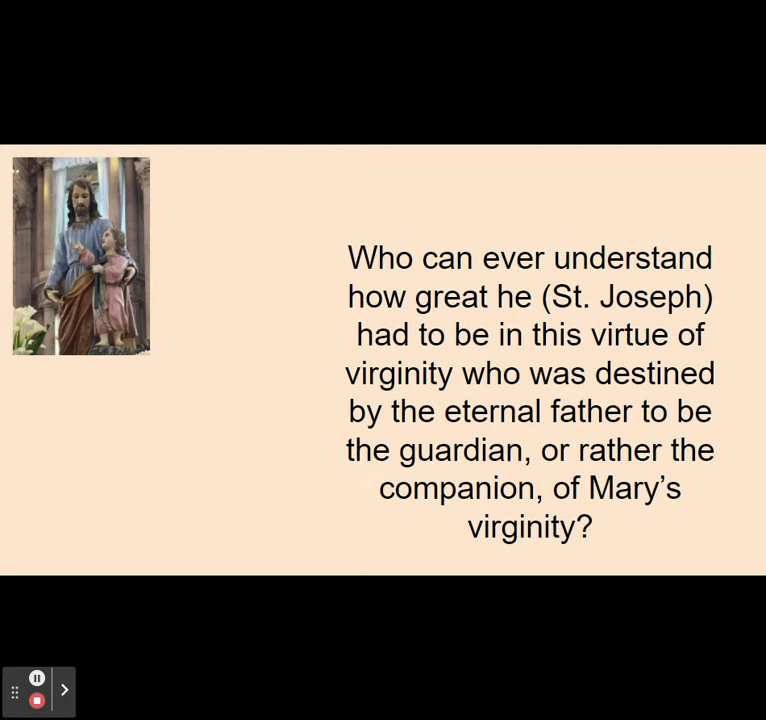 Who can ever understand
how great he (St. Joseph)
had to be in this virtue of
virginity who was destined
by the eternal father to be
the guardian, or rather the
companion, of Mary’s
virginity?